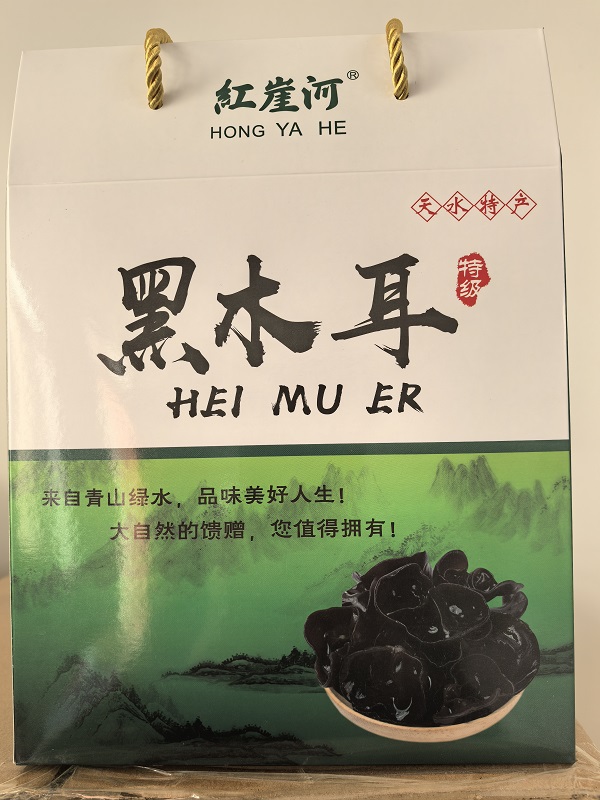 紅崖河®
HONG YA HE
天水特产
黑木耳
特级
HEI MU ER
来自青山绿水，品味美好人生！
大自然的馈赠，您值得拥有！